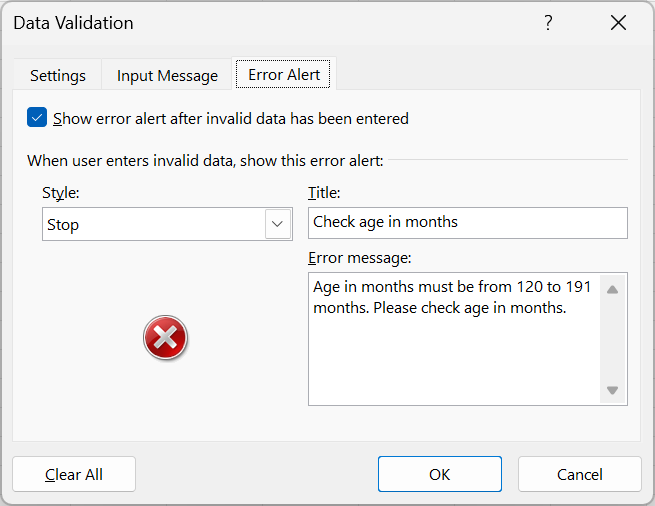 Data Validation ?
Settings Input Message Error Alert
Show error alert after invalid data has been entered
When user enters invalid data, show this error alert:
Style: Title:
Stop Check age in months
Error message:
Age in months must be from 120 to 191
months. Please check age in months.
Clear All OK Cancel